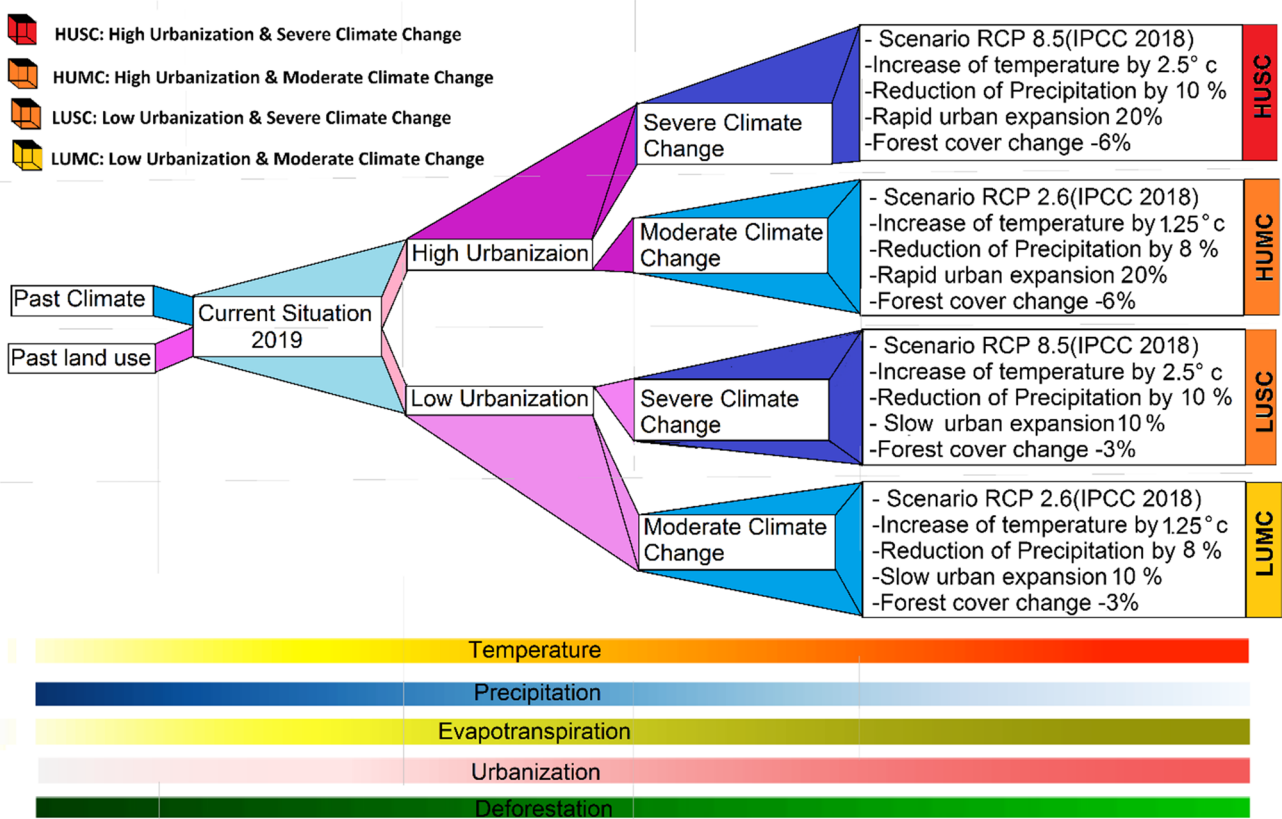 HUSC: High Urbanization & Severe Climate Change
HUMC: High Urbanization & Moderate Climate Change
LUSC: Low Urbanization & Severe Climate Change
LUMC: Low Urbanization & Moderate Climate Change
Past Climate
Past land use
Current Situation
2019
High Urbanizaion
Low Urbanization
Severe Climate
Change
Moderate Climate
Change
Severe Climate
Change
Moderate Climate
Change
- Scenario RCP 8.5(IPCC 2018)
-Increase of temperature by 2.5° c
-Reduction of Precipitation by 10 %
-Rapid urban expansion 20%
-Forest cover change -6%
HUSC
- Scenario RCP 2.6(IPCC 2018)
-Increase of temperature by 1.25° c
-Reduction of Precipitation by 8 %
-Rapid urban expansion 20%
-Forest cover change -6%
HUMC
- Scenario RCP 8.5(IPCC 2018)
-Increase of temperature by 2.5° c
-Reduction of Precipitation by 10 %
- Slow urban expansion 10 %
-Forest cover change -3%
LUSC
- Scenario RCP 2.6(IPCC 2018)
-Increase of temperature by 1.25° c
-Reduction of Precipitation by 8 %
-Slow urban expansion 10 %
-Forest cover change -3%
LUMC
Temperature
Precipitation
Evapotranspiration
Urbanization
Deforestation